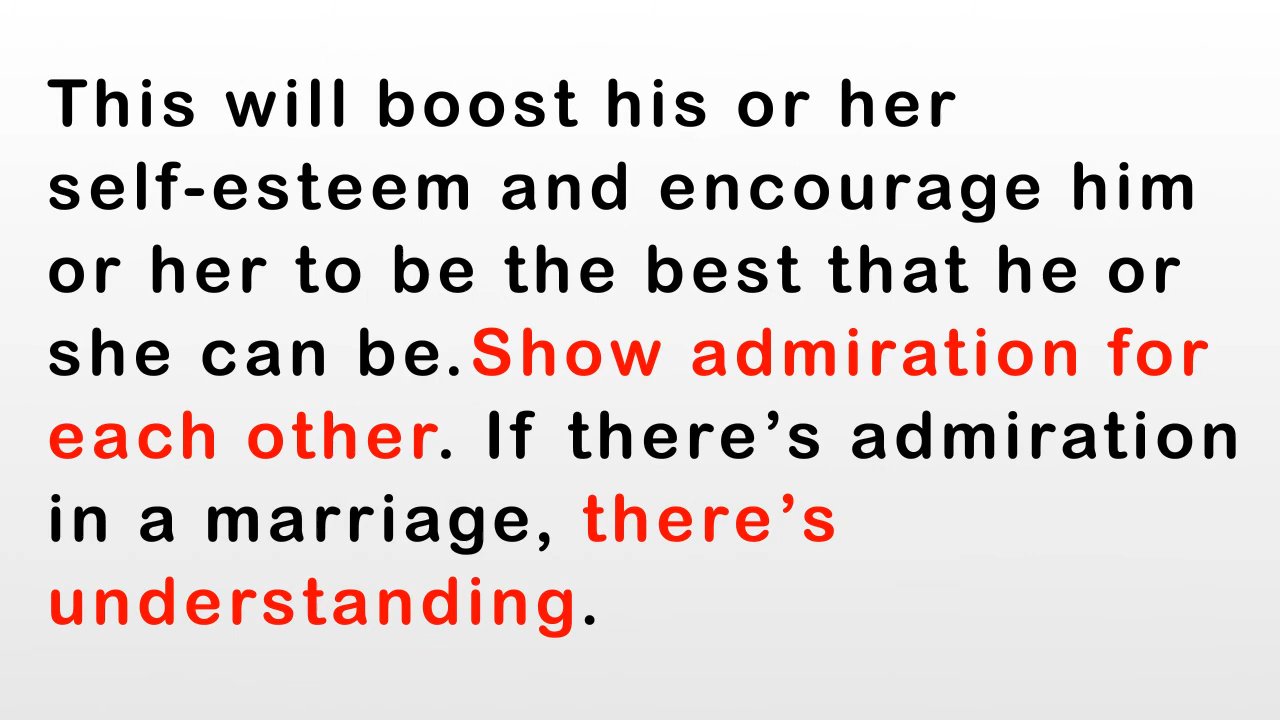 This will boost his or her
self-esteem and encourage him
or her to be the best that he or
she can be.Show admiration for
each other. If there’s admiration
in a marriage, there’s
understanding.